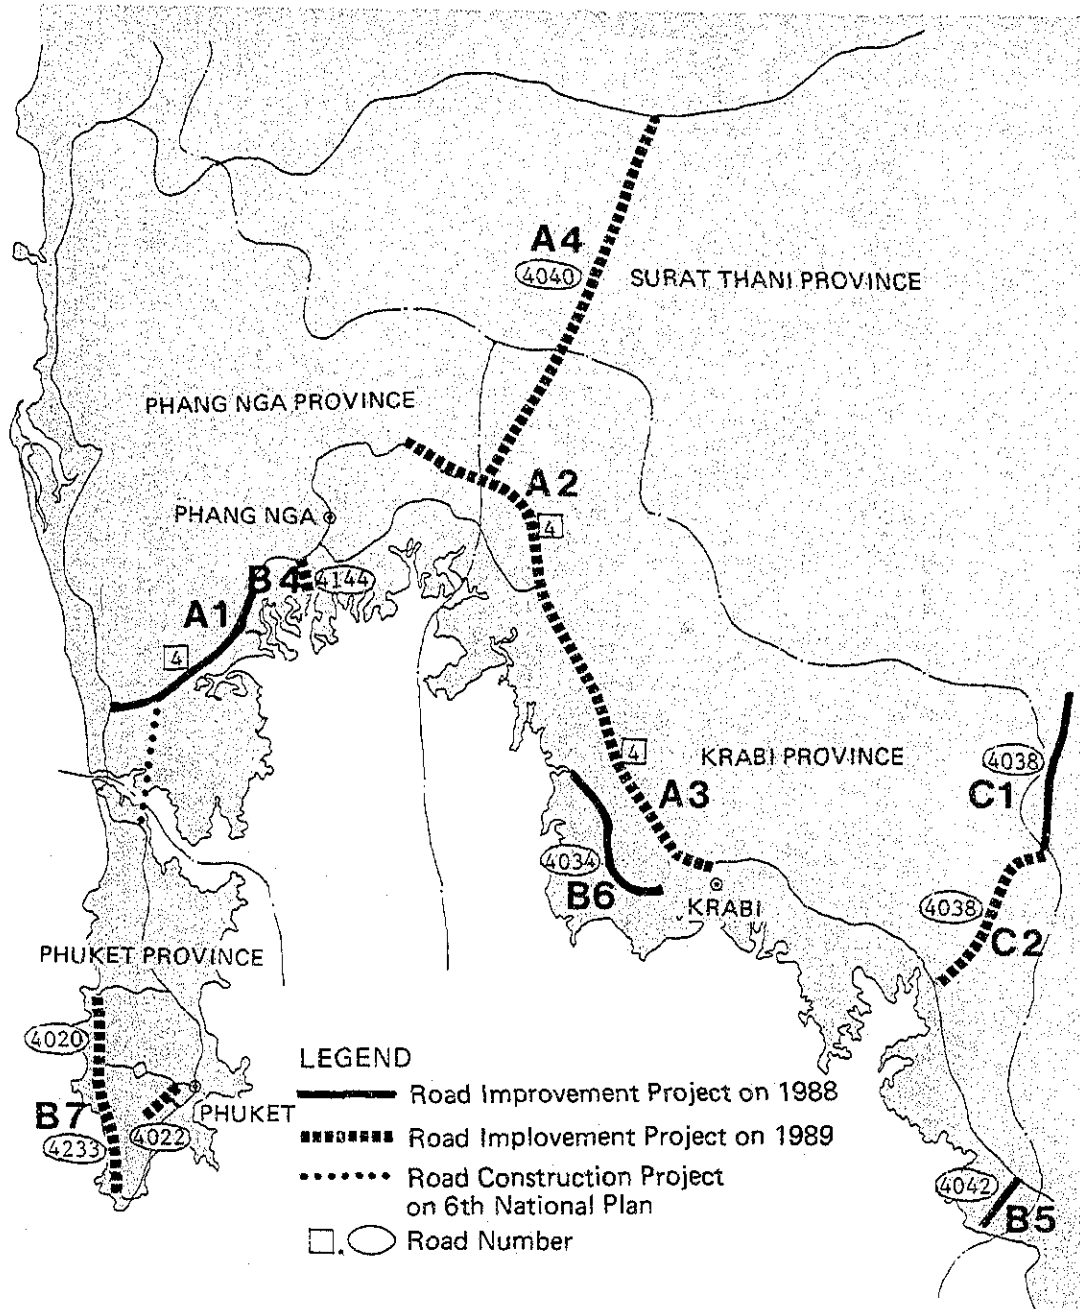 A4
4040
SURAT THANI PROVINCE
PHANG NGA PROVINCE
A2
PHANG NGA
4
B4
4144
A1
4
4
KRABI PROVINCE
4038
A3
C1
4034
B6
KRABI
4038
C2
PHUKET PROVINCE
4020
LEGEND
Road Improvement Project on 1988
B7
PHUKET
4022
4233
Road Implovement Project on 1989
Road Construction Project
on 6th National Plan
4042
B5
Road Number